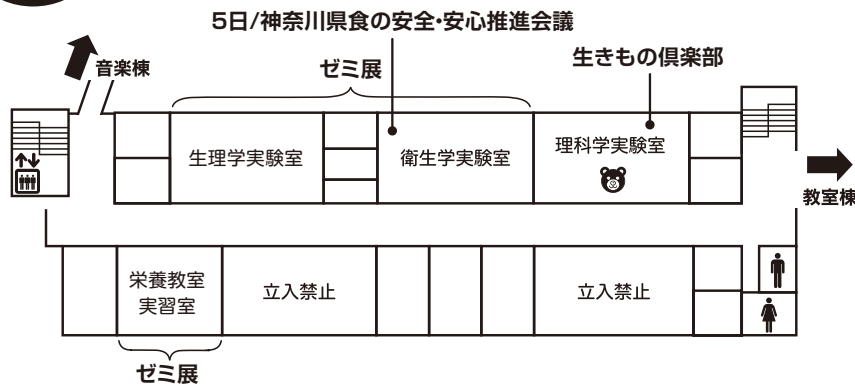 5日/神奈川県食の安全・安心推進会議
音楽棟
ゼミ展
生きもの倶楽部
生理学実験室
衛生学実験室
理科学実験室
教室棟
栄養教室
実習室
立入禁止
立入禁止
ゼミ展